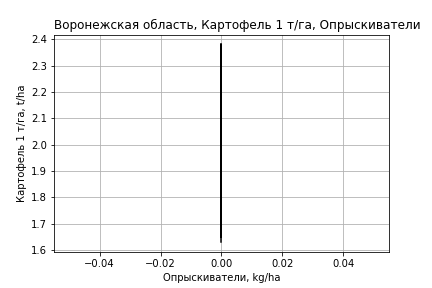 Воронежская область, Картофель 1 т/га, Опрыскиватели
2.4
2.3
2.2
2.1
2.0
1.9
1.8
1.7
1.6
Картофель 1 т/га, t/ha
−0.04 −0.02 0.00 0.02 0.04
Опрыскиватели, kg/ha